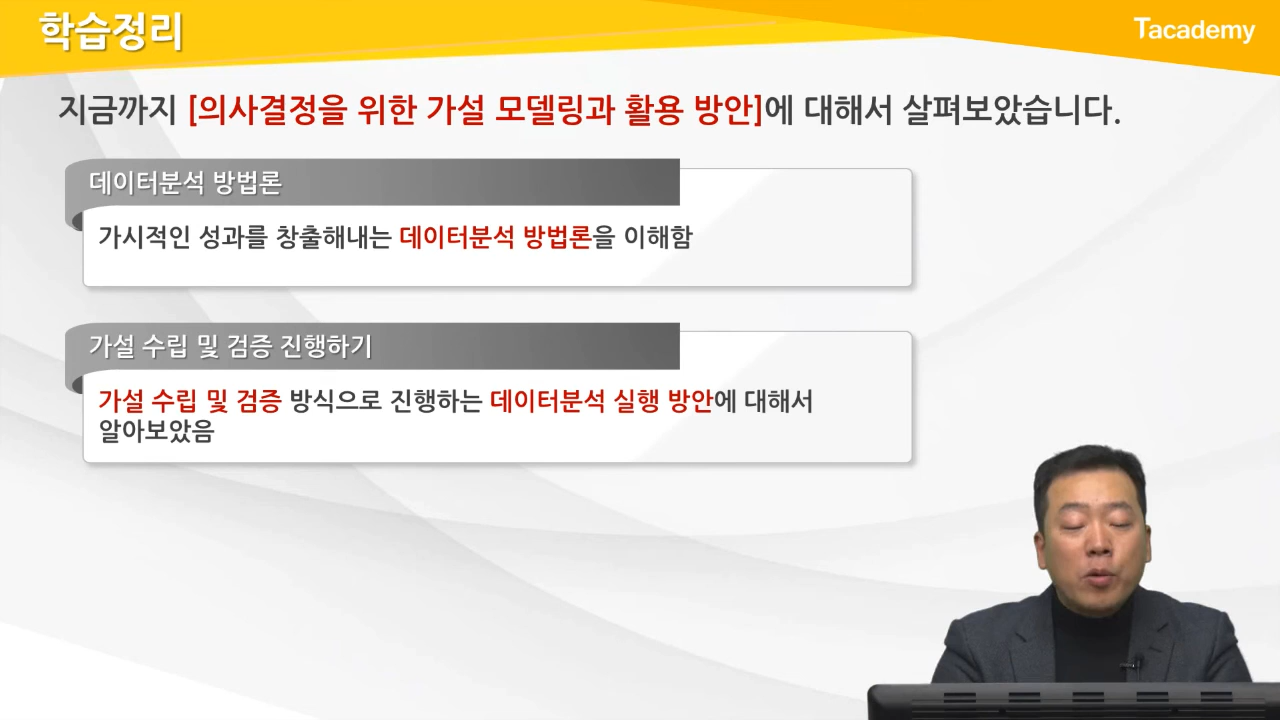 학습정리
Tacademy
지금까지 [의사결정을 위한 가설 모델링과 활용 방안]에 대해서 살펴보았습니다.
데이터분석 방법론
가시적인 성과를 창출해내는 데이터분석 방법론을 이해함
가설 수립 및 검증 진행하기
가설 수립 및 검증 방식으로 진행하는 데이터분석 실행 방안에 대해서
알아보았음